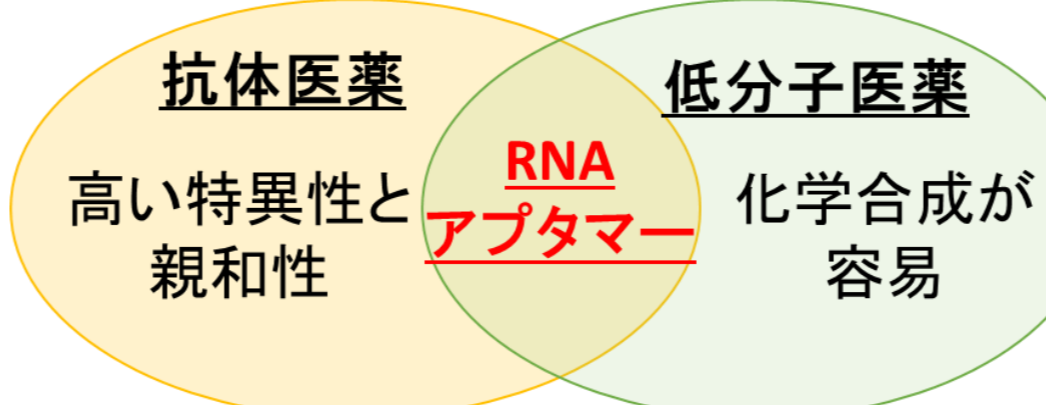 抗体医薬
高い特異性と
親和性
RNA
アプタマー
低分子医薬
化学合成が
容易